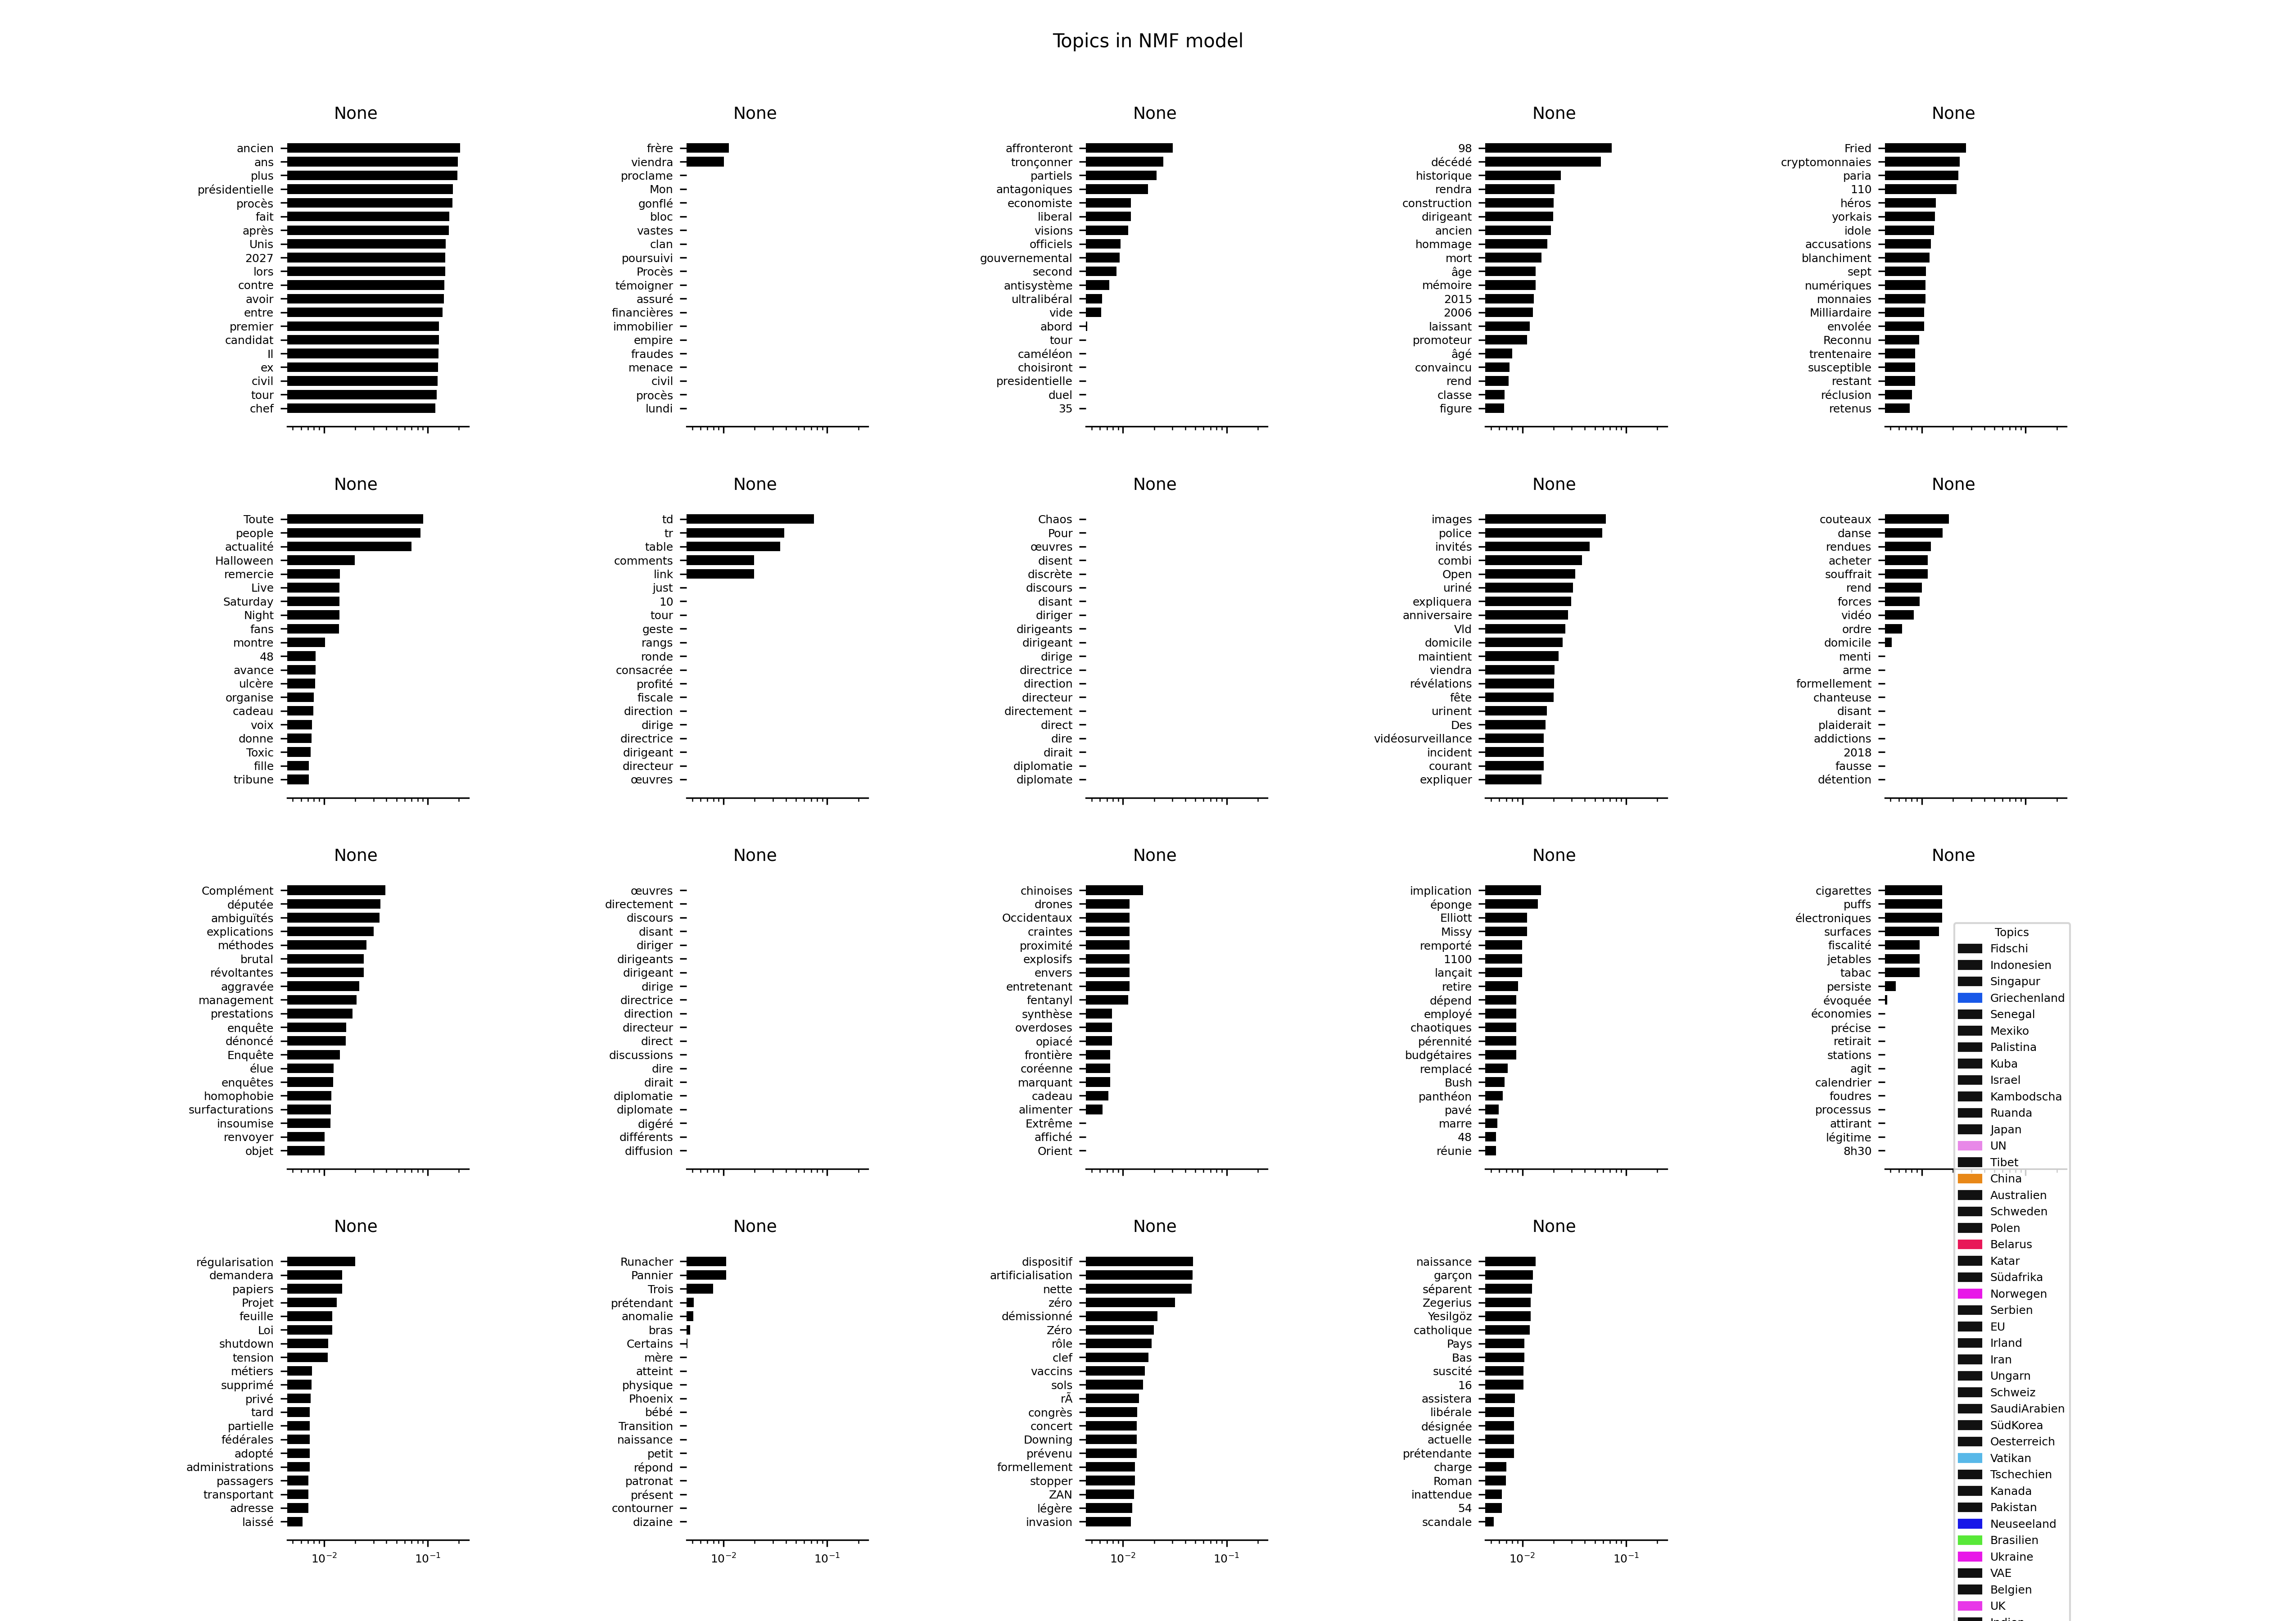 Topics in NMF model
None
ancien
ans
plus
présidentielle
procès
fait
après
Unis
2027
lors
contre
avoir
entre
premier
candidat
Il
ex
civil
tour
chef
None
frère
viendra
proclame
Mon
gonflé
bloc
vastes
clan
poursuivi
Procès
témoigner
assuré
financières
immobilier
empire
fraudes
menace
civil
procès
lundi
None
affronteront
tronçonner
partiels
antagoniques
economiste
liberal
visions
officiels
gouvernemental
second
antisystème
ultralibéral
vide
abord
tour
caméléon
choisiront
presidentielle
duel
35
None
98
décédé
historique
rendra
construction
dirigeant
ancien
hommage
mort
âge
mémoire
2015
2006
laissant
promoteur
âgé
convaincu
rend
classe
figure
None
Fried
cryptomonnaies
paria
110
héros
yorkais
idole
accusations
blanchiment
sept
numériques
monnaies
Milliardaire
envolée
Reconnu
trentenaire
susceptible
restant
réclusion
retenus
None
Toute
people
actualité
Halloween
remercie
Live
Saturday
Night
fans
montre
48
avance
ulcère
organise
cadeau
voix
donne
Toxic
fille
tribune
None
td
tr
table
comments
link
just
10
tour
geste
rangs
ronde
consacrée
profité
fiscale
direction
dirige
directrice
dirigeant
directeur
œuvres
None
Chaos
Pour
œuvres
disent
discrète
discours
disant
diriger
dirigeants
dirigeant
dirige
directrice
direction
directeur
directement
direct
dire
dirait
diplomatie
diplomate
None
images
police
invités
combi
Open
uriné
expliquera
anniversaire
Vld
domicile
maintient
viendra
révélations
fête
urinent
Des
vidéosurveillance
incident
courant
expliquer
None
couteaux
danse
rendues
acheter
souffrait
rend
forces
vidéo
ordre
domicile
menti
arme
formellement
chanteuse
disant
plaiderait
addictions
2018
fausse
détention
None
Complément
députée
ambiguïtés
explications
méthodes
brutal
révoltantes
aggravée
management
prestations
enquête
dénoncé
Enquête
élue
enquêtes
homophobie
surfacturations
insoumise
renvoyer
objet
None
œuvres
directement
discours
disant
diriger
dirigeants
dirigeant
dirige
directrice
direction
directeur
direct
discussions
dire
dirait
diplomatie
diplomate
digéré
différents
diffusion
None
chinoises
drones
Occidentaux
craintes
proximité
explosifs
envers
entretenant
fentanyl
synthèse
overdoses
opiacé
frontière
coréenne
marquant
cadeau
alimenter
Extrême
affiché
Orient
None
implication
éponge
Elliott
Missy
remporté
1100
lançait
retire
dépend
employé
chaotiques
pérennité
budgétaires
remplacé
Bush
panthéon
pavé
marre
48
réunie
None
cigarettes
puffs
électroniques
surfaces
fiscalité
jetables
tabac
persiste
évoquée
économies
précise
retirait
stations
agit
calendrier
foudres
processus
attirant
légitime
8h30
None
régularisation
demandera
papiers
Projet
feuille
Loi
shutdown
tension
métiers
supprimé
privé
tard
partielle
fédérales
adopté
administrations
passagers
transportant
adresse
laissé
10⁻² 10⁻¹
None
Runacher
Pannier
Trois
prétendant
anomalie
bras
Certains
mère
atteint
physique
Phoenix
bébé
Transition
naissance
petit
répond
patronat
présent
contourner
dizaine
10⁻² 10⁻¹
None
dispositif
artificialisation
nette
zéro
démissionné
Zéro
rôle
clef
vaccins
sols
rÃ
congrès
concert
Downing
prévenu
formellement
stopper
ZAN
légère
invasion
10⁻² 10⁻¹
None
naissance
garçon
séparent
Zegerius
Yesilgöz
catholique
Pays
Bas
suscité
16
assistera
libérale
désignée
actuelle
prétendante
charge
Roman
inattendue
54
scandale
10⁻² 10⁻¹
Topics
Fidschi
Indonesien
Singapur
Griechenland
Senegal
Mexiko
Palistina
Kuba
Israel
Kambodscha
Ruanda
Japan
UN
Tibet
China
Australien
Schweden
Polen
Belarus
Katar
Südafrika
Norwegen
Serbien
EU
Irland
Iran
Ungarn
Schweiz
SaudiArabien
SüdKorea
Oesterreich
Vatikan
Tschechien
Kanada
Pakistan
Neuseeland
Brasilien
Ukraine
VAE
Belgien
UK